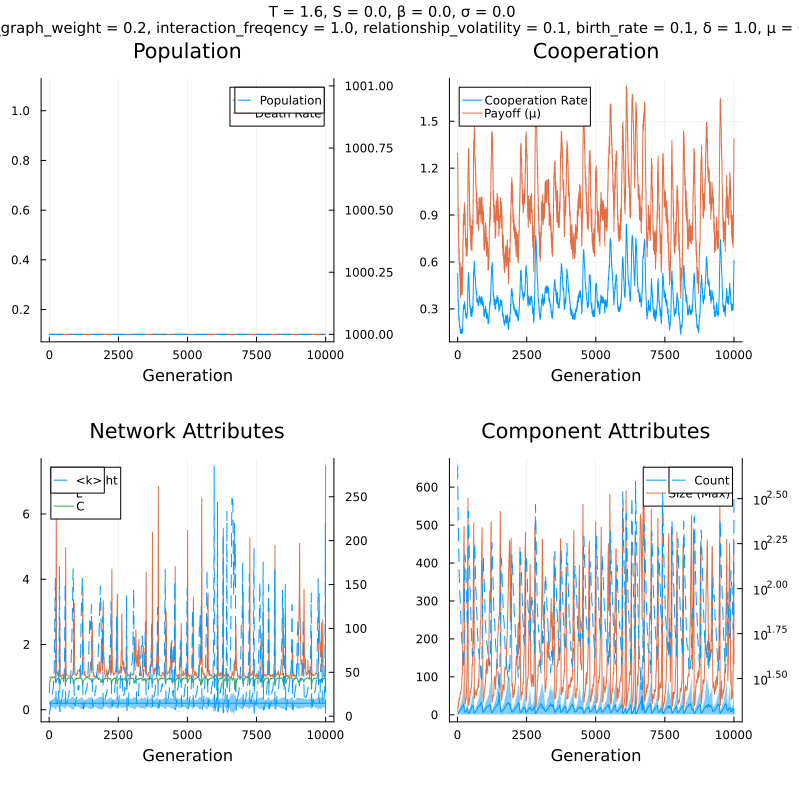 T = 1.6, S = 0.0, β = 0.0, σ = 0.0
_graph_weight = 0.2, interaction_freqency = 1.0, relationship_volatility = 0.1, birth_rate = 0.1, δ = 1.0, μ =
Population
Cooperation
1.0
0.8
0.6
0.4
0.2
1001.00
1000.75
1000.50
1000.25
1000.00
Population
Death Rate
0
2500
5000
7500
10000
Generation
1.5
1.2
0.9
0.6
0.3
Cooperation Rate
Payoff (μ)
0
2500
5000
7500
10000
Generation
Network Attributes
Component Attributes
6
4
2
0
250
200
150
100
50
0
<k>
ht
L
C
0
2500
5000
7500
10000
Generation
600
500
400
300
200
100
0
10^2.50
10^2.25
10^2.00
10^1.75
10^1.50
Count
Size (Max)
0
2500
5000
7500
10000
Generation